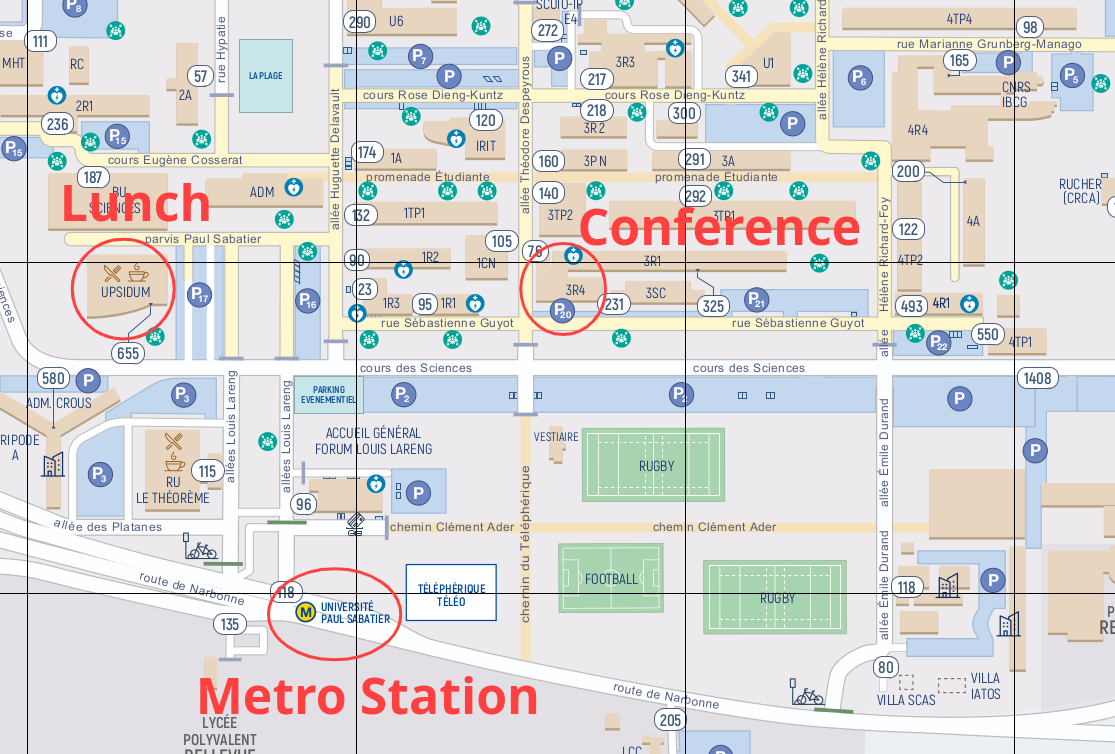 SCUIO-IP
E4
290
U6
272
4TP4
98
se
111
MHT
RC
rue Hypatie
57
LA PLAGE
2A
P7
P
P
3R3
217
341
U1
allée Hélène Richard
rue Marianne Grunberg-Manago
165
P
P5
P6
CNRS
IBCG
2R1
236
P15
P15
cours Rose Dieng-Kuntz
cours Rose Dieng-Kuntz
218
300
120
P
3R2
IRIT
4R4
allée Huguette Delavault
allée Théodore Despeyrous
cours Eugène Cosserat
174
1A
160
3PN
291
3A
promenade Étudiante
promenade Étudiante
187
BU
SCIENCES
Lunch
ADM
140
292
200
RUCHER
(CRCA)
132
1TP1
3TP2
3TP1
Conference
122
4A
parvis Paul Sabatier
105
76
90
1R2
1CN
3R1
4TP2
Hélène Richard-Foy
allée
UPSIDUM
P17
P16
23
1R3
95
1R1
3R4
P20
231
3SC
325
P21
493
4R1
ciences
655
rue Sébastienne Guyot
rue Sébastienne Guyot
P22
550
4TP1
cours des Sciences
cours des Sciences
580
P
ADM. CROUS
P3
PARKING
EVENEMENTIEL
P2
P2
P
1408
RIPODE
A
allées Louis Lareng
allées Louis Lareng
ACCUEIL GÉNÉRAL
FORUM LOUIS LARENG
VESTIAIRE
RUGBY
allée Émile Durand
P
P3
RU
LE THÉORÈME
115
96
P
allée des Platanes
chemin Clément Ader
chemin Clément Ader
chemin du Téléphérique
route de Narbonne
118
M
UNIVERSITÉ
PAUL SABATIER
TÉLÉPHÉRIQUE
TÉLÉO
FOOTBALL
RUGBY
allée Émile Durand
118
P
P
RE
135
80
Metro Station
route de Narbonne
VILLA SCAS
VILLA
IATOS
LYCÉE
POLYVALENT
BELLEVUE
205
LCC
P